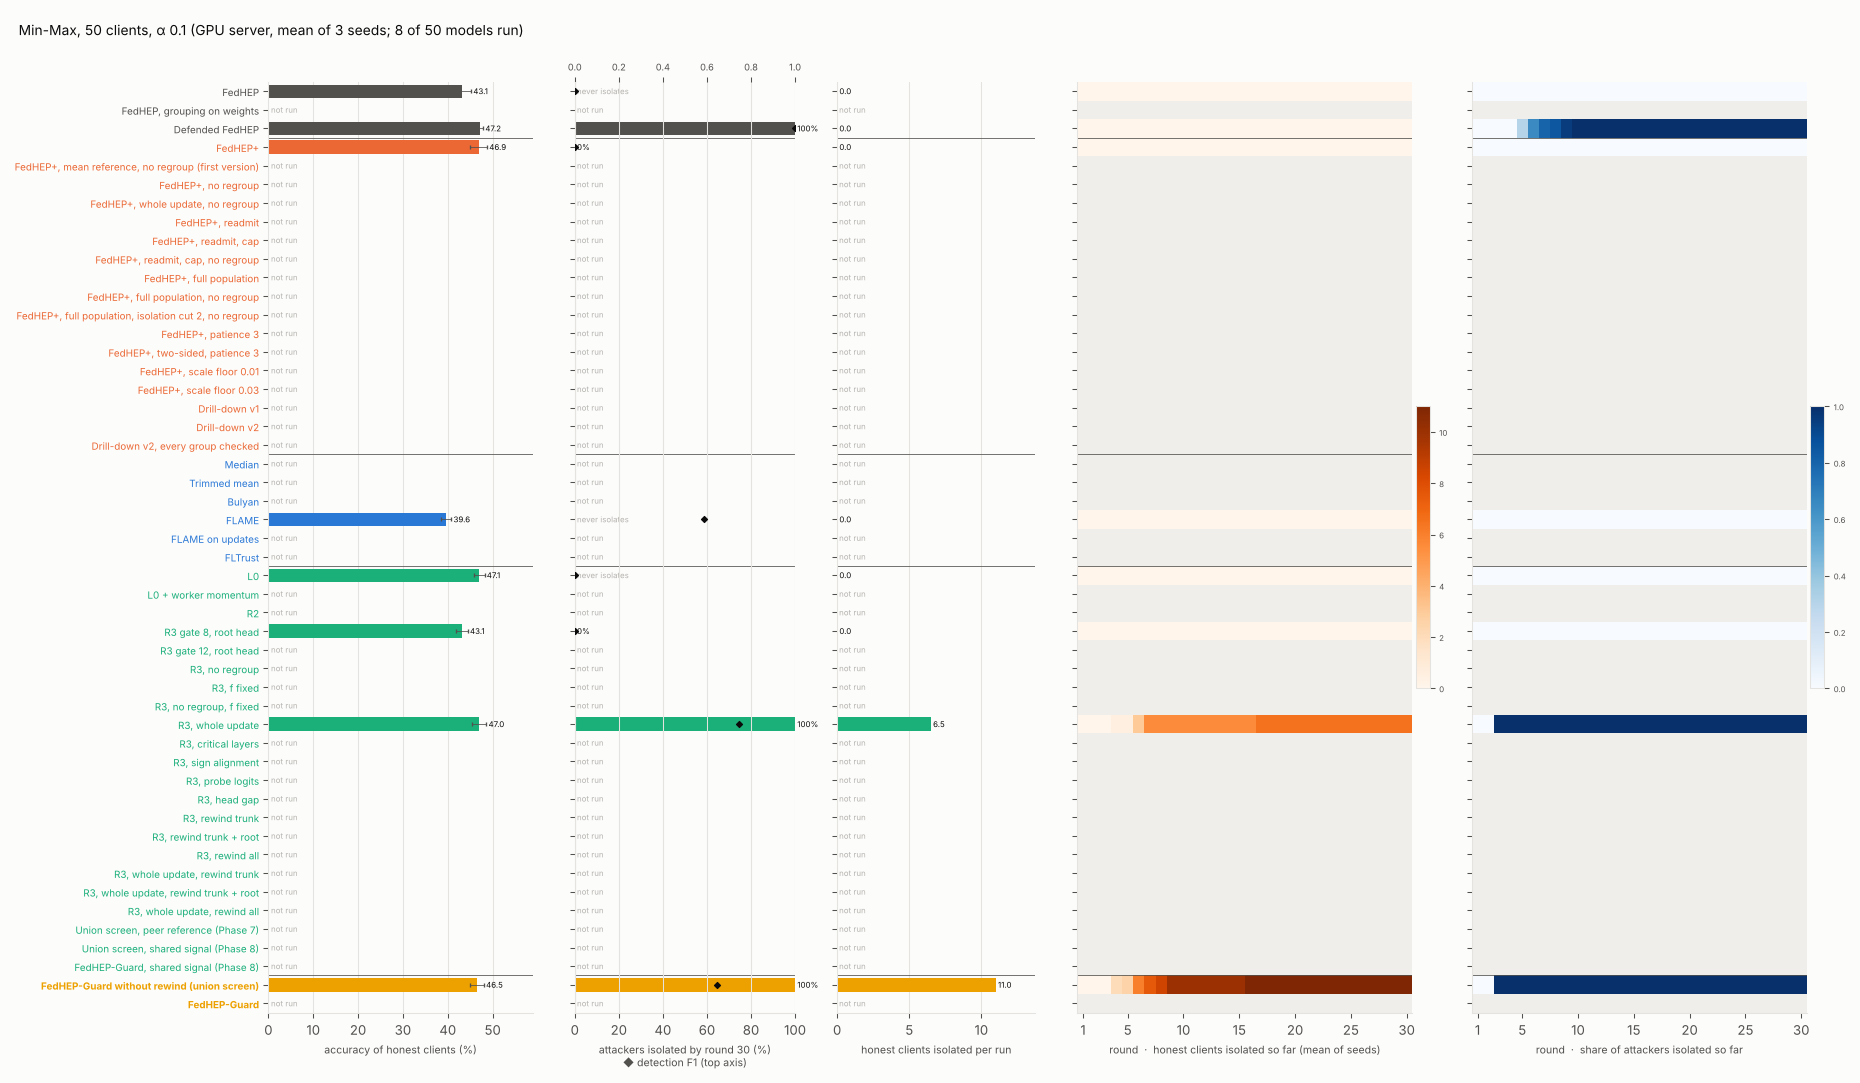 Min-Max, 50 clients, α 0.1 (GPU server, mean of 3 seeds; 8 of 50 models run)
0.0 0.2 0.4 0.6 0.8 1.0
FedHEP 43.1 never isolates 0.0
FedHEP, grouping on weights not run not run not run
Defended FedHEP 47.2 100% 0.0
FedHEP+ 46.9 0% 0.0
FedHEP+, mean reference, no regroup (first version) not run not run not run
FedHEP+, no regroup not run not run not run
FedHEP+, whole update, no regroup not run not run not run
FedHEP+, readmit not run not run not run
FedHEP+, readmit, cap not run not run not run
FedHEP+, readmit, cap, no regroup not run not run not run
FedHEP+, full population not run not run not run
FedHEP+, full population, no regroup not run not run not run
FedHEP+, full population, isolation cut 2, no regroup not run not run not run
FedHEP+, patience 3 not run not run not run
FedHEP+, two-sided, patience 3 not run not run not run
FedHEP+, scale floor 0.01 not run not run not run
FedHEP+, scale floor 0.03 not run not run not run
Drill-down v1 not run not run not run
Drill-down v2 not run not run not run
Drill-down v2, every group checked not run not run not run
Median not run not run not run
Trimmed mean not run not run not run
Bulyan not run not run not run
FLAME 39.6 never isolates 0.0
FLAME on updates not run not run not run
FLTrust not run not run not run
L0 47.1 never isolates 0.0
L0 + worker momentum not run not run not run
R2 not run not run not run
R3 gate 8, root head 43.1 0% 0.0
R3 gate 12, root head not run not run not run
R3, no regroup not run not run not run
R3, f fixed not run not run not run
R3, no regroup, f fixed not run not run not run
R3, whole update 47.0 100% 6.5
R3, critical layers not run not run not run
R3, sign alignment not run not run not run
R3, probe logits not run not run not run
R3, head gap not run not run not run
R3, rewind trunk not run not run not run
R3, rewind trunk + root not run not run not run
R3, rewind all not run not run not run
R3, whole update, rewind trunk not run not run not run
R3, whole update, rewind trunk + root not run not run not run
R3, whole update, rewind all not run not run not run
Union screen, peer reference (Phase 7) not run not run not run
Union screen, shared signal (Phase 8) not run not run not run
FedHEP-Guard, shared signal (Phase 8) not run not run not run
FedHEP-Guard without rewind (union screen) 46.5 100% 11.0
FedHEP-Guard not run not run not run
0 10 20 30 40 50
accuracy of honest clients (%)
0 20 40 60 80 100
attackers isolated by round 30 (%)
◆ detection F1 (top axis)
0 5 10
honest clients isolated per run
1 5 10 15 20 25 30
round · honest clients isolated so far (mean of seeds)
10
8
6
4
2
0
1 5 10 15 20 25 30
round · share of attackers isolated so far
1.0
0.8
0.6
0.4
0.2
0.0